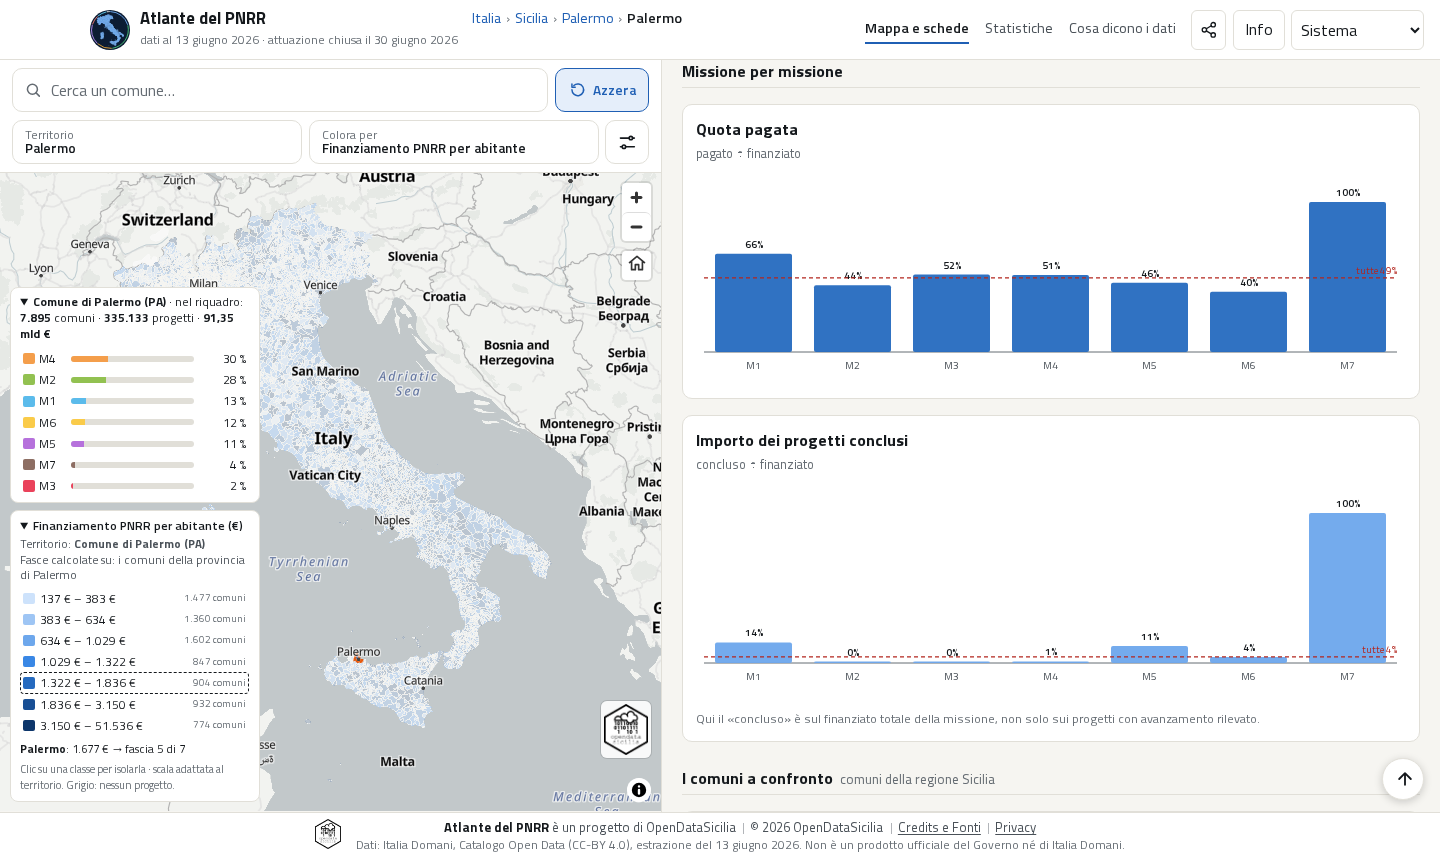 Atlante del PNRR
dati al 13 giugno 2026 · attuazione chiusa il 30 giugno 2026
Italia › Sicilia › Palermo › Palermo
Mappa e schede
Statistiche
Cosa dicono i dati
Info
Sistema
Cerca un comune...
Azzera
Territorio
Palermo
Colora per
Finanziamento PNRR per abitante
Zurich
Austria
Budapest
Hungary
Switzerland
Geneva
Slovenia
Lyon
Milan
Venice
Croatia
Belgrade
Београд
Bosnia and
Herzegovina
Serbia
Србија
San Marino
Adriatic
Sea
Montenegro
Црна Гора
Italy
Vatican City
Albania
Naples
Tyrrhenian
Sea
Palermo
Catania
Malta
Comune di Palermo (PA) · nel riquadro:
7.895 comuni · 335.133 progetti · 91,35
mld €
M4 30 %
M2 28 %
M1 13 %
M6 12 %
M5 11 %
M7 4 %
M3 2 %
Finanziamento PNRR per abitante (€)
Territorio: Comune di Palermo (PA)
Fasce calcolate su: i comuni della provincia
di Palermo
137 € – 383 € 1.477 comuni
383 € – 634 € 1.360 comuni
634 € – 1.029 € 1.602 comuni
1.029 € – 1.322 € 847 comuni
1.322 € – 1.836 € 904 comuni
1.836 € – 3.150 € 932 comuni
3.150 € – 51.536 € 774 comuni
Palermo: 1.677 € → fascia 5 di 7
Clic su una classe per isolarla · scala adattata al
territorio. Grigio: nessun progetto.
Missione per missione
Quota pagata
pagato ÷ finanziato
66%
44%
52%
51%
46%
40%
100%
tutte 49%
M1 M2 M3 M4 M5 M6 M7
Importo dei progetti conclusi
concluso ÷ finanziato
14%
0%
0%
1%
11%
4%
100%
tutte 4%
M1 M2 M3 M4 M5 M6 M7
Qui il «concluso» è sul finanziato totale della missione, non solo sui progetti con avanzamento rilevato.
I comuni a confronto comuni della regione Sicilia
Atlante del PNRR è un progetto di OpenDataSicilia | © 2026 OpenDataSicilia | Credits e Fonti | Privacy
Dati: Italia Domani, Catalogo Open Data (CC-BY 4.0), estrazione del 13 giugno 2026. Non è un prodotto ufficiale del Governo né di Italia Domani.